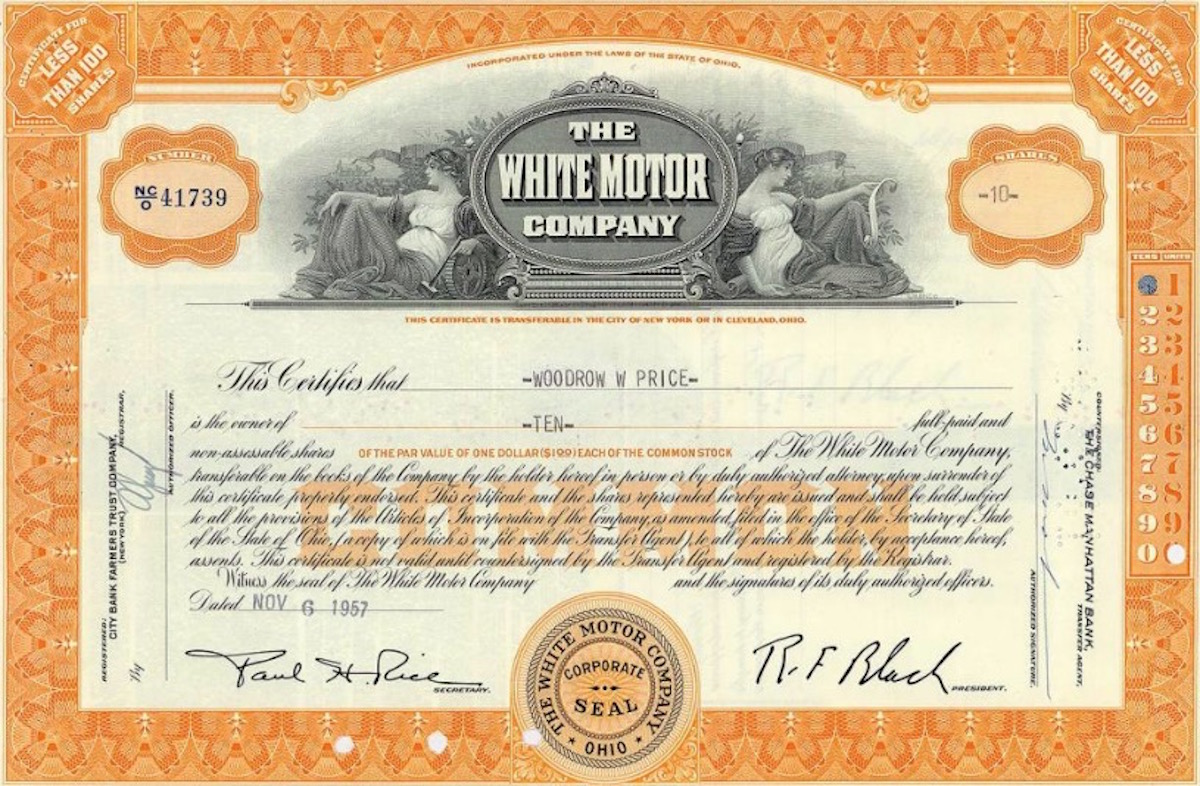 CERTIFICATE FOR
LESS
THAN 100
SHARES
INCORPORATED UNDER THE LAWS OF THE STATE OF OHIO.
CERTIFICATE FOR
LESS
THAN 100
SHARES
NUMBER
NC/O 41739
THE
WHITE MOTOR
COMPANY
SHARES
-10-
THIS CERTIFICATE IS TRANSFERABLE IN THE CITY OF NEW YORK OR IN CLEVELAND, OHIO.
This Certifies that -WOODROW W PRICE-
is the owner of -TEN- full-paid and
non-assessable shares OF THE PAR VALUE OF ONE DOLLAR ($1.00) EACH OF THE COMMON STOCK of The White Motor Company,
transferable on the books of the Company by the holder hereof in person or by duly authorized attorney upon surrender of
this certificate properly endorsed. This certificate and the shares represented hereby are issued and shall be held subject
to all the provisions of the Articles of Incorporation of the Company, as amended, filed in the office of the Secretary of State
of the State of Ohio, (a copy of which is on file with the Transfer Agent), to all of which the holder, by acceptance hereof,
assents. This certificate is not valid until countersigned by the Transfer Agent and registered by the Registrar.
COMMON
Witness the seal of The White Motor Company and the signatures of its duly authorized officers.
Dated NOV 6 1957
Paul H. Rice
SECRETARY.
THE WHITE MOTOR COMPANY
CORPORATE
SEAL
OHIO
R. F. Black
PRESIDENT.
REGISTERED:
CITY BANK FARMERS TRUST COMPANY,
(NEW YORK) REGISTRAR,
By
AUTHORIZED OFFICER.
COUNTERSIGNED:
THE CHASE MANHATTAN BANK,
TRANSFER AGENT,
By
AUTHORIZED SIGNATURE.
TENS UNITS
1
2 2
3 3
4 4
5 5
6 6
7 7
8 8
9 9
0